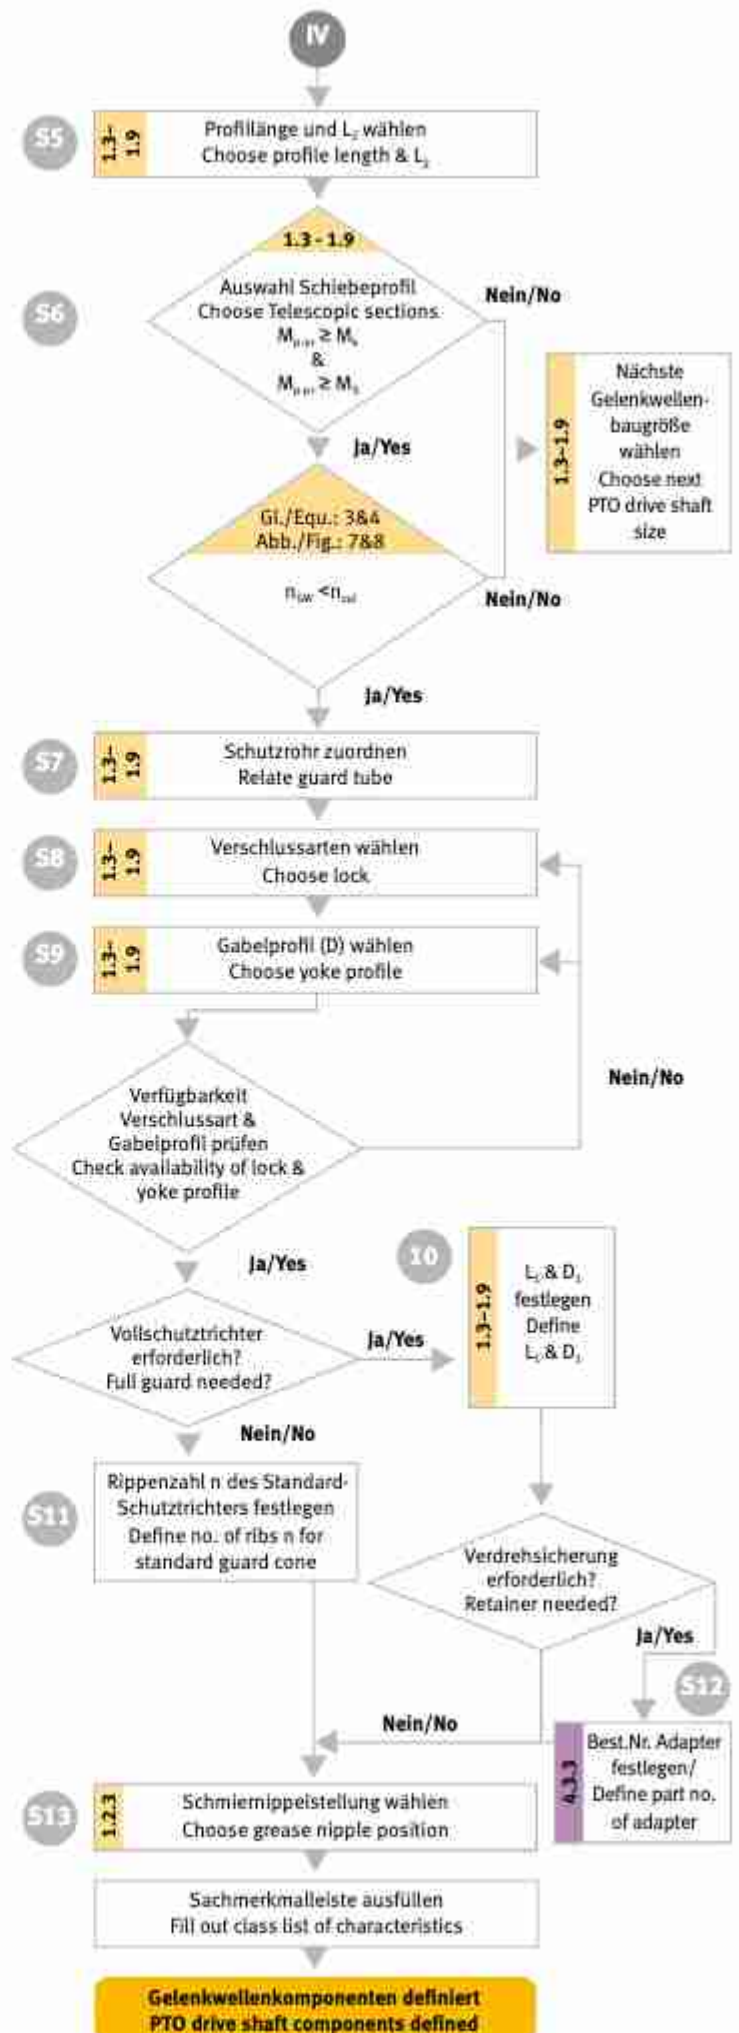 IV
S5
1.3-
1.9
Profillänge und L₂ wählen
Choose profile length & L₂
S6
1.3 - 1.9
Auswahl Schiebeprofil
Choose Telescopic sections
&
Nein/No
Ja/Yes
1.3-1.9
Nächste
Gelenkwellen-
baugröße
wählen
Choose next
PTO drive shaft
size
Gl./Equ.: 3&4
Abb./Fig.: 7&8
Nein/No
Ja/Yes
S7
1.3-
1.9
Schutzrohr zuordnen
Relate guard tube
S8
1.3-
1.9
Verschlussarten wählen
Choose lock
S9
1.3-
1.9
Gabelprofil (D) wählen
Choose yoke profile
Nein/No
Verfügbarkeit
Verschlussart &
Gabelprofil prüfen
Check availability of lock &
yoke profile
Ja/Yes
10
1.3-1.9
festlegen
Define
Vollschutztrichter
erforderlich?
Full guard needed?
Ja/Yes
Nein/No
S11
Rippenzahl n des Standard-
Schutztrichters festlegen
Define no. of ribs n for
standard guard cone
Verdrehsicherung
erforderlich?
Retainer needed?
Ja/Yes
S12
Nein/No
4.3.3
Best.Nr. Adapter
festlegen/
Define part no.
of adapter
S13
1.2.3
Schmiernippelstellung wählen
Choose grease nipple position
Sachmerkmalleiste ausfüllen
Fill out class list of characteristics
Gelenkwellenkomponenten definiert
PTO drive shaft components defined